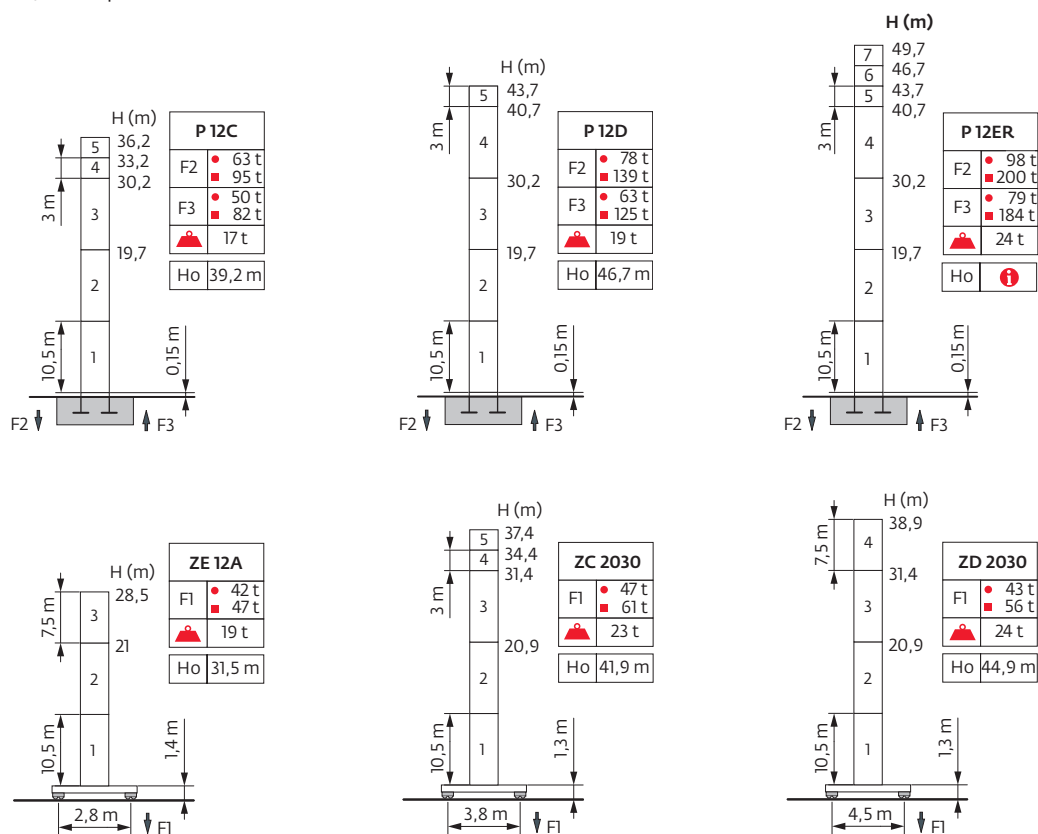 H (m)
36,2
33,2
30,2
19,7
5
4
3
2
1
3 m
10,5 m
0,15 m
F2
F3
P 12C
F2 ● 63 t
■ 95 t
F3 ● 50 t
■ 82 t
17 t
Ho 39,2 m
H (m)
43,7
40,7
30,2
19,7
5
4
3
2
1
3 m
10,5 m
0,15 m
F2
F3
P 12D
F2 ● 78 t
■ 139 t
F3 ● 63 t
■ 125 t
19 t
Ho 46,7 m
H (m)
49,7
46,7
43,7
40,7
30,2
19,7
7
6
5
4
3
2
1
3 m
10,5 m
0,15 m
F2
F3
P 12ER
F2 ● 98 t
■ 200 t
F3 ● 79 t
■ 184 t
24 t
Ho i
H (m)
28,5
21
3
2
1
7,5 m
10,5 m
1,4 m
2,8 m
F1
ZE 12A
F1 ● 42 t
■ 47 t
19 t
Ho 31,5 m
H (m)
37,4
34,4
31,4
20,9
5
4
3
2
1
3 m
10,5 m
1,3 m
3,8 m
F1
ZC 2030
F1 ● 47 t
■ 61 t
23 t
Ho 41,9 m
H (m)
38,9
31,4
20,9
4
3
2
1
7,5 m
10,5 m
1,3 m
4,5 m
F1
ZD 2030
F1 ● 43 t
■ 56 t
24 t
Ho 44,9 m